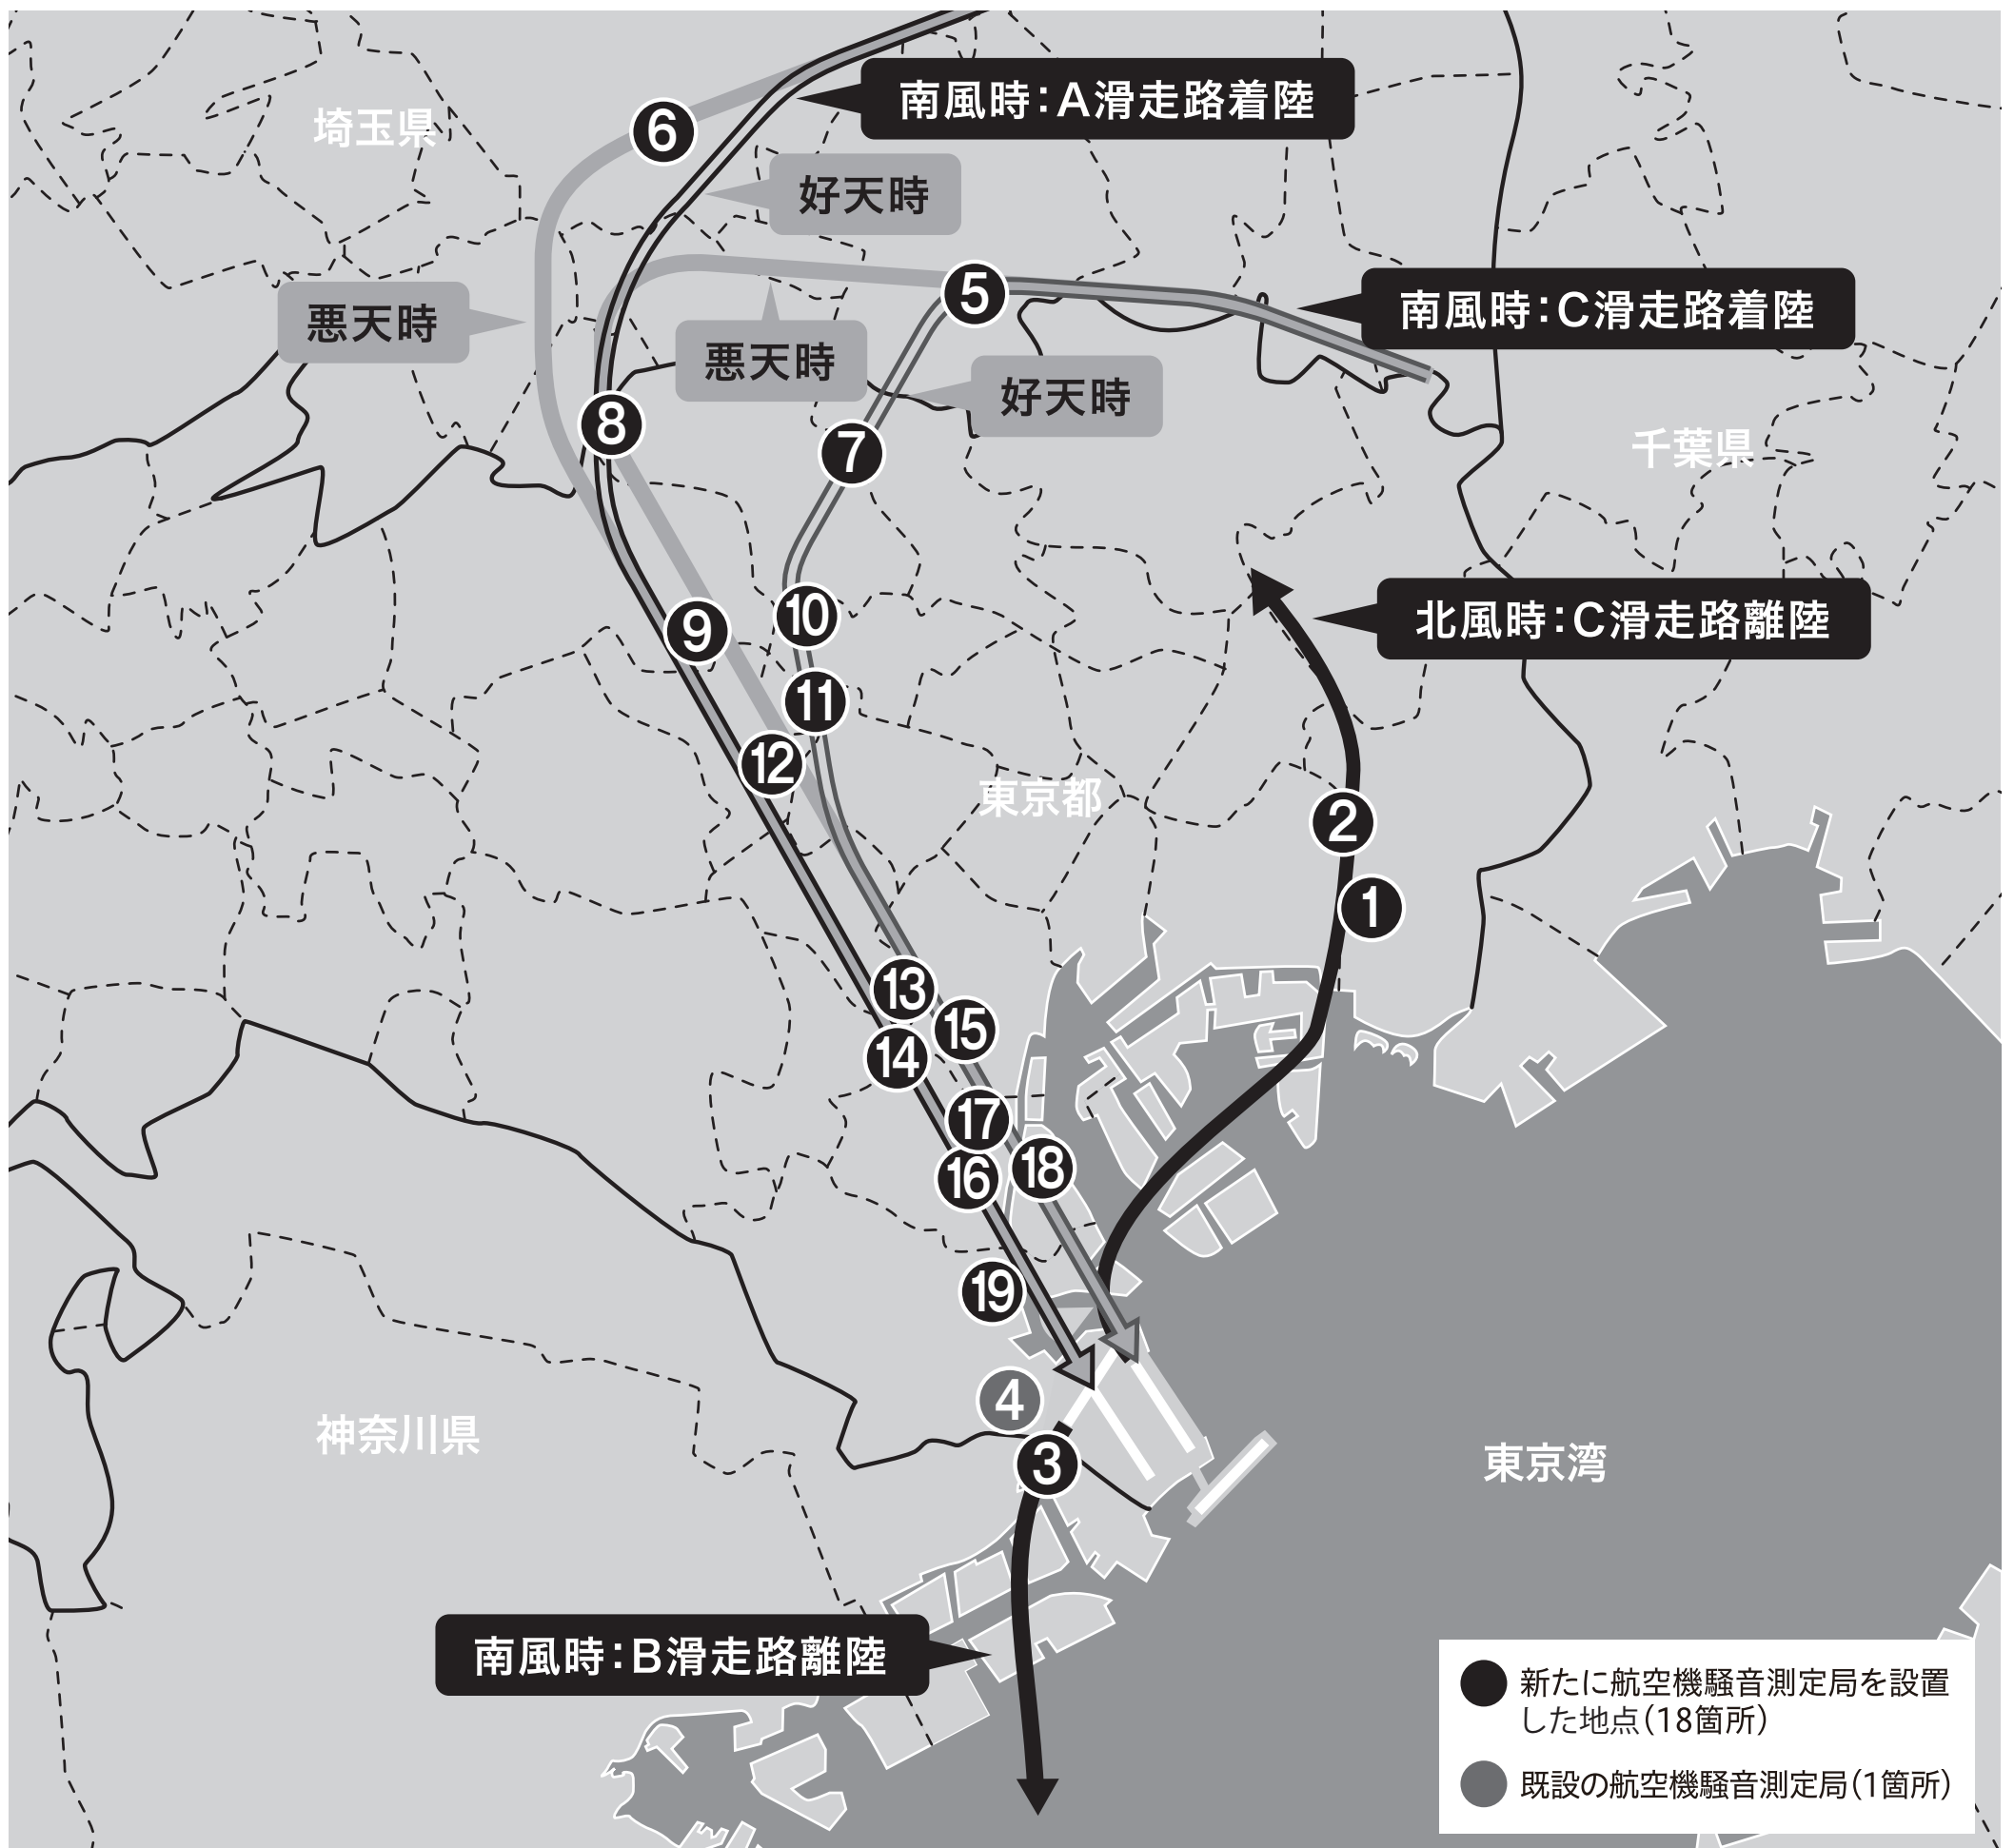 南風時：A滑走路着陸
埼玉県
6
好天時
5
南風時：C滑走路着陸
悪天時
悪天時
好天時
8
7
千葉県
9
10
北風時：C滑走路離陸
11
12
東京都
2
1
13
15
14
17
18
16
19
4
神奈川県
3
東京湾
南風時：B滑走路離陸
新たに航空機騒音測定局を設置
した地点（18箇所）
既設の航空機騒音測定局（1箇所）